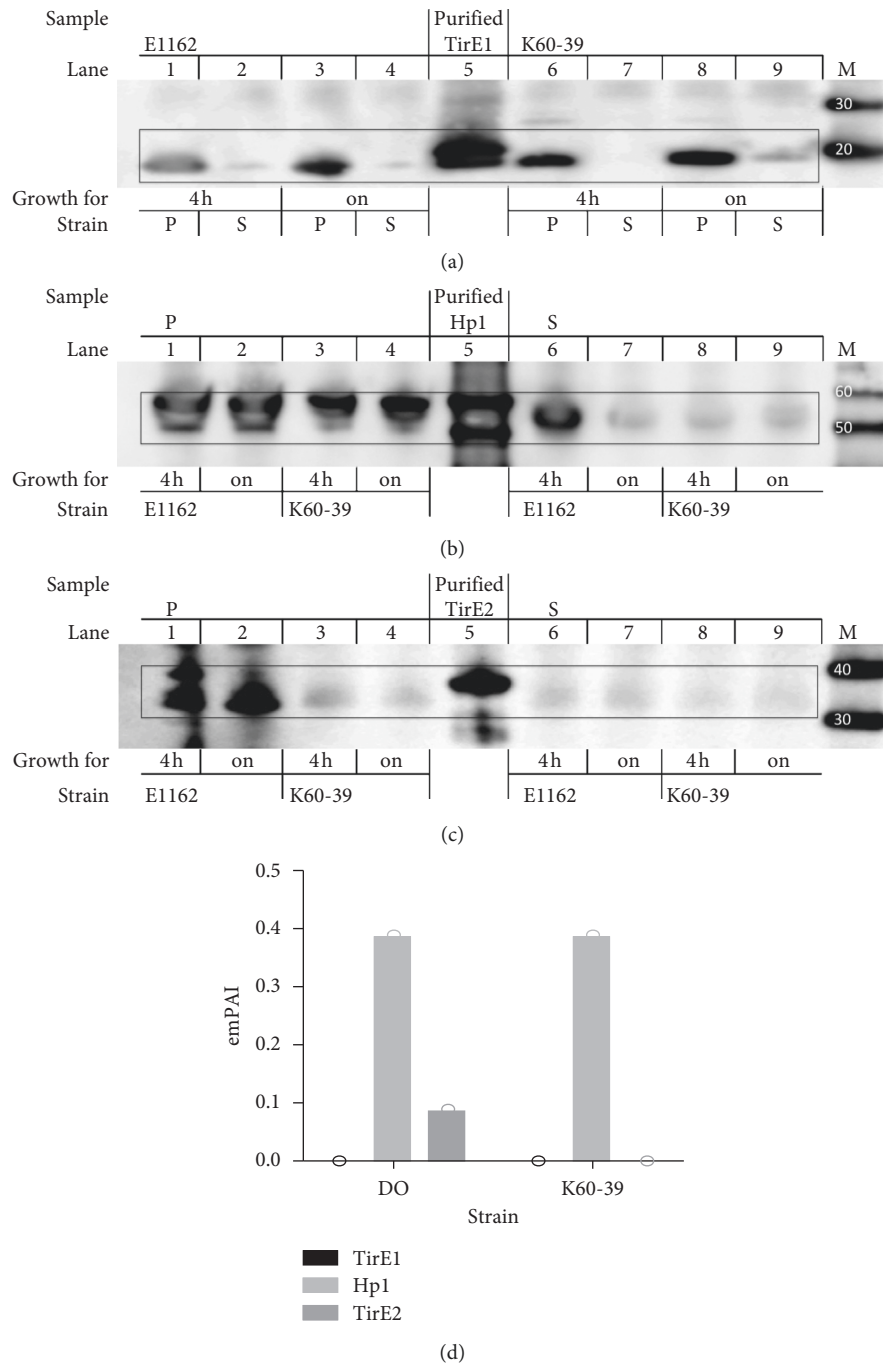 Sample E1162 Purified TirE1 K60-39
Lane 1 2 3 4 5 6 7 8 9 M
30
20
Growth for 4h on 4h on
Strain P S P S P S P S
(a)
Sample P Purified Hp1 S
Lane 1 2 3 4 5 6 7 8 9 M
60
50
Growth for 4h on 4h on 4h on 4h on
Strain E1162 K60-39 E1162 K60-39
(b)
Sample P Purified TirE2 S
Lane 1 2 3 4 5 6 7 8 9 M
40
30
Growth for 4h on 4h on 4h on 4h on
Strain E1162 K60-39 E1162 K60-39
(c)
0.5
0.4
0.3
0.2
0.1
0.0
emPAI
DO K60-39
Strain
TirE1
Hp1
TirE2
(d)